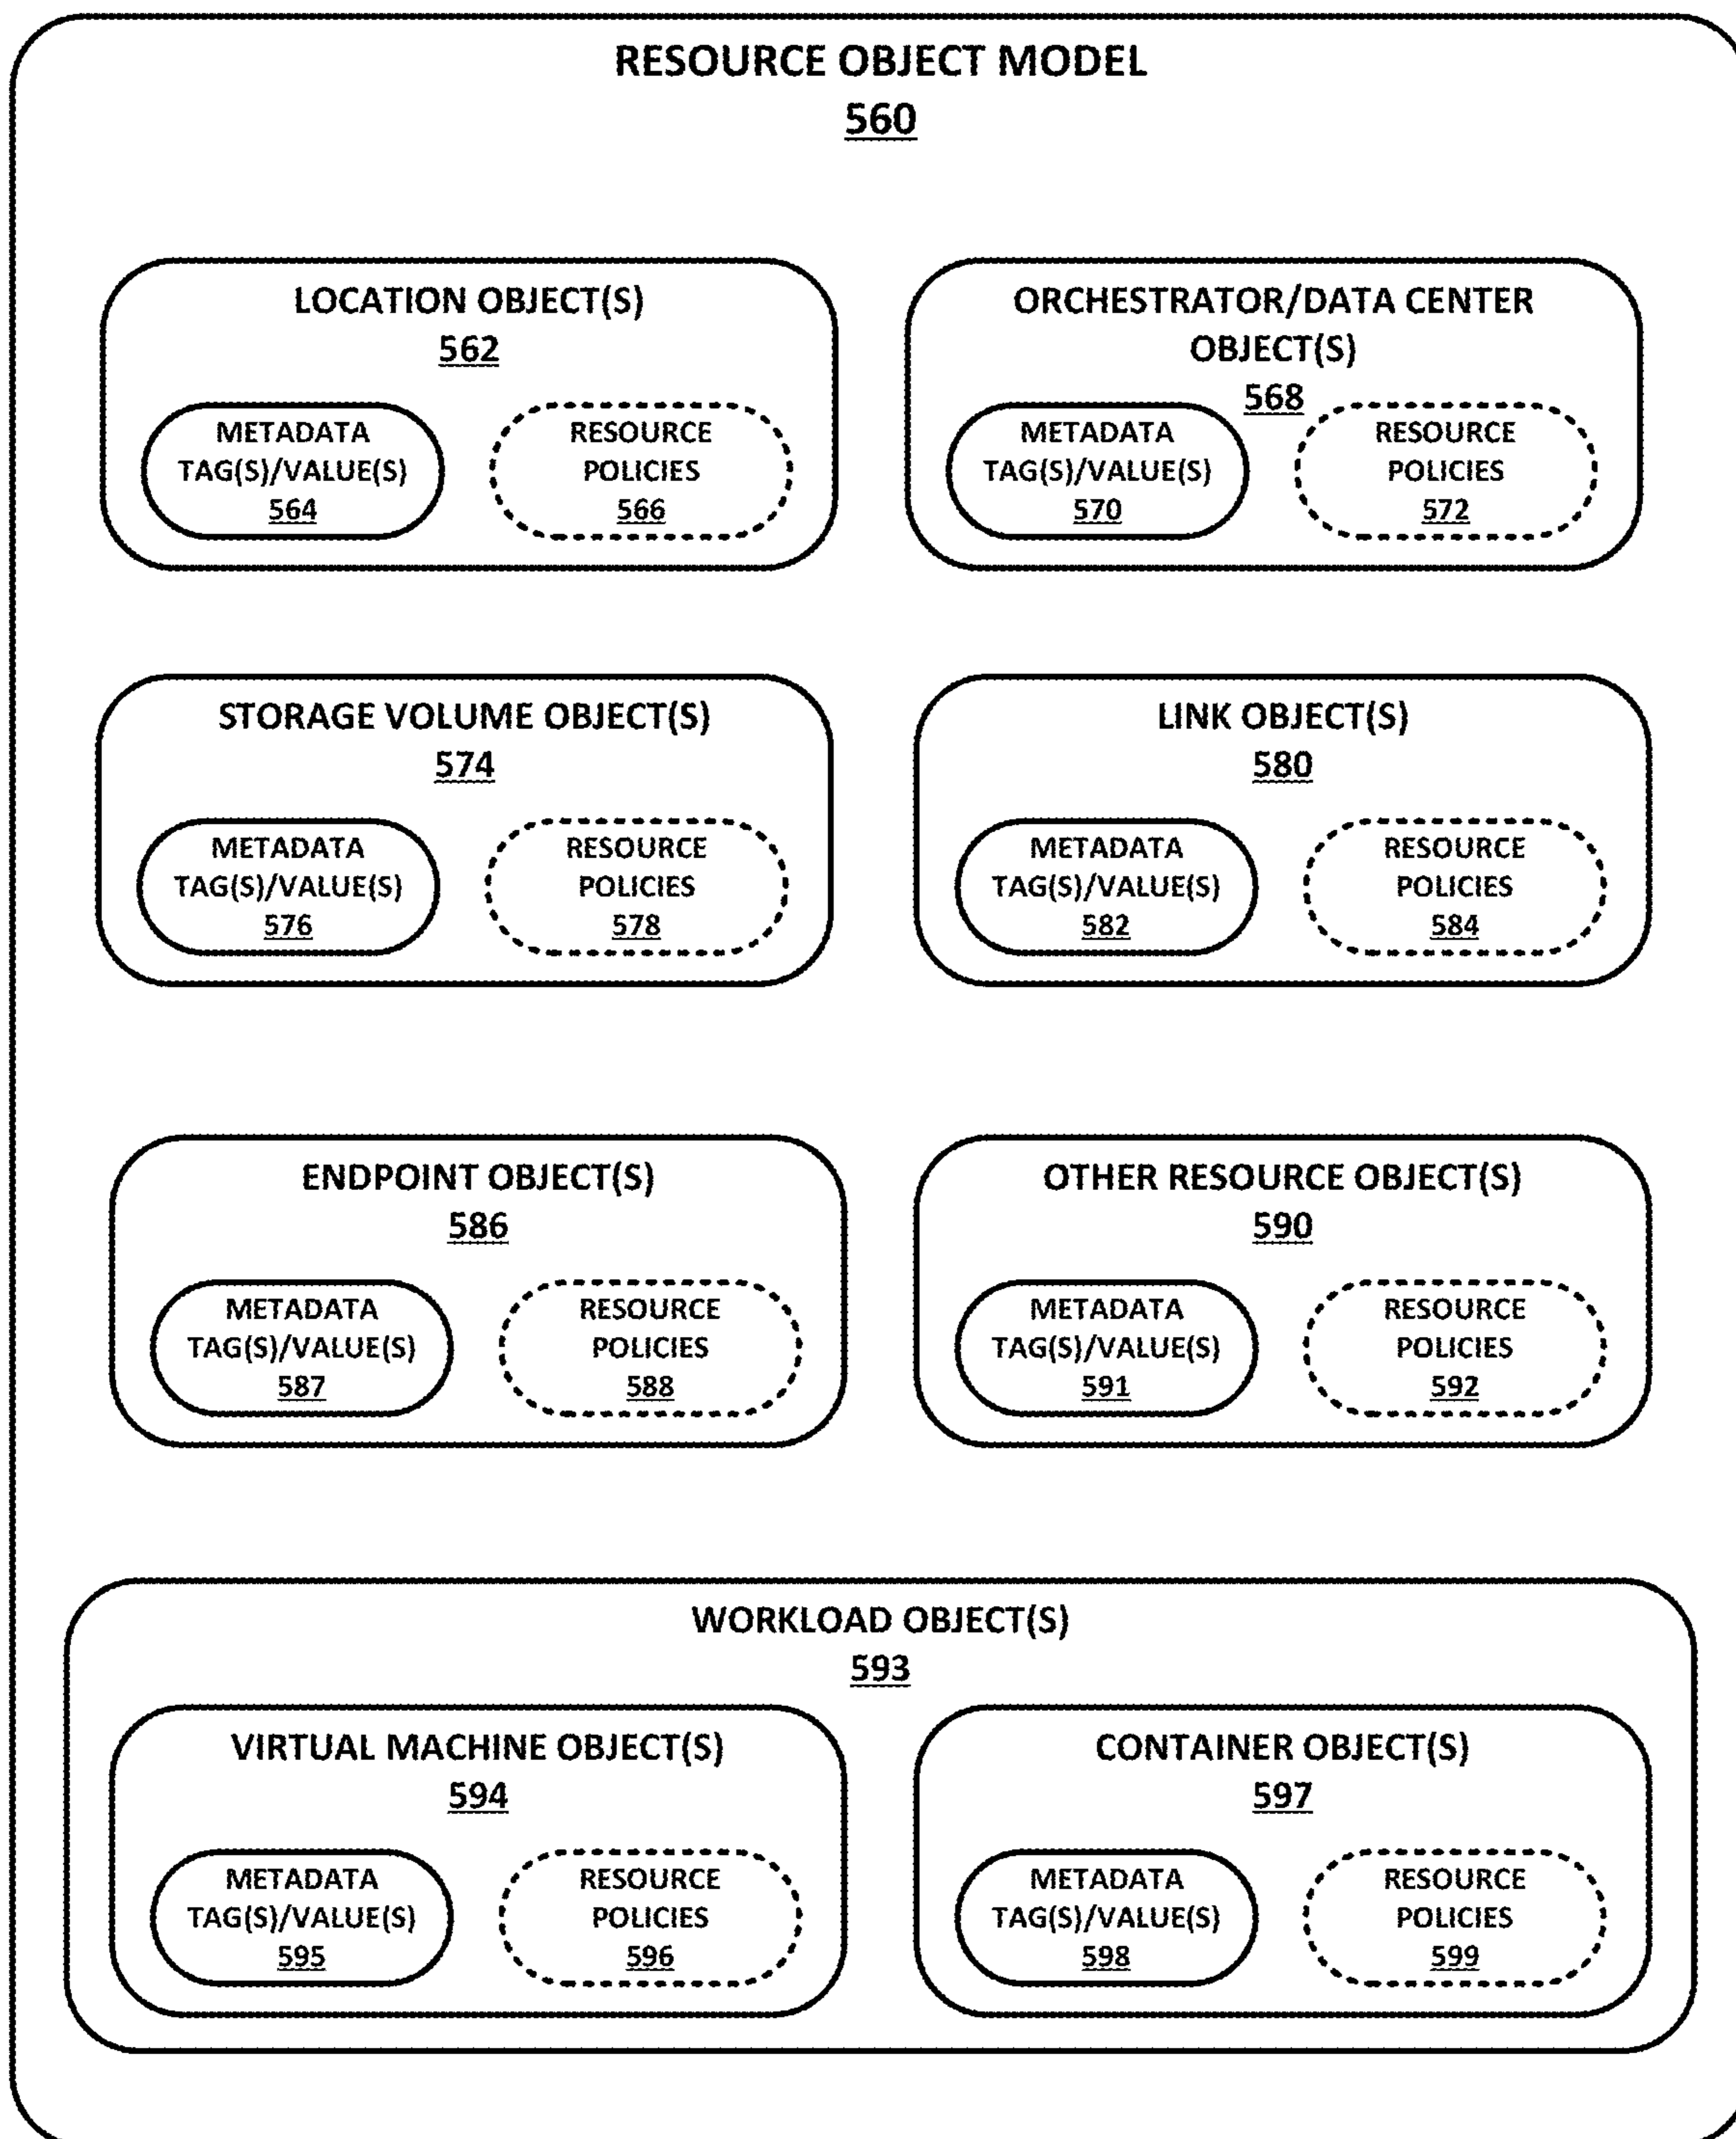 RESOURCE OBJECT MODEL
560
LOCATION OBJECT(S)
562
METADATA
TAG(S)/VALUE(S)
564
RESOURCE
POLICIES
566
ORCHESTRATOR/DATA CENTER
OBJECT(S)
568
METADATA
TAG(S)/VALUE(S)
570
RESOURCE
POLICIES
572
STORAGE VOLUME OBJECT(S)
574
METADATA
TAG(S)/VALUE(S)
576
RESOURCE
POLICIES
578
LINK OBJECT(S)
580
METADATA
TAG(S)/VALUE(S)
582
RESOURCE
POLICIES
584
ENDPOINT OBJECT(S)
586
METADATA
TAG(S)/VALUE(S)
587
RESOURCE
POLICIES
588
OTHER RESOURCE OBJECT(S)
590
METADATA
TAG(S)/VALUE(S)
591
RESOURCE
POLICIES
592
WORKLOAD OBJECT(S)
593
VIRTUAL MACHINE OBJECT(S)
594
METADATA
TAG(S)/VALUE(S)
595
RESOURCE
POLICIES
596
CONTAINER OBJECT(S)
597
METADATA
TAG(S)/VALUE(S)
598
RESOURCE
POLICIES
599